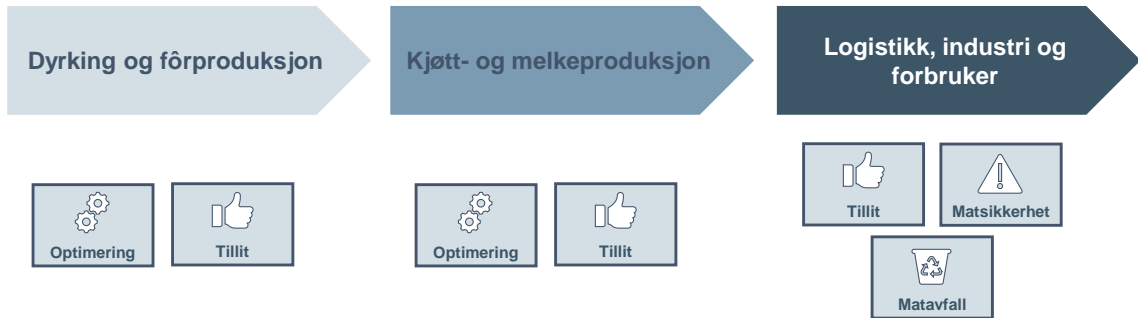 Dyrking og fôrproduksjon
Kjøtt- og melkeproduksjon
Logistikk, industri og
forbruker
Optimering
Tillit
Optimering
Tillit
Tillit
Matsikkerhet
Matavfall